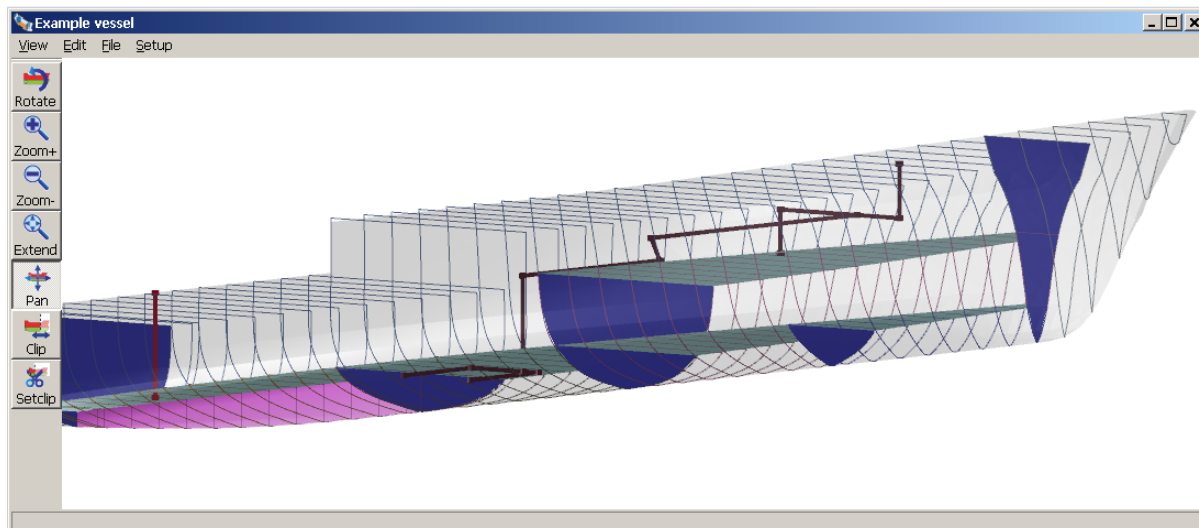 Example vessel
View Edit File Setup
Rotate
Zoom+
Zoom-
Extend
Pan
Clip
Setclip